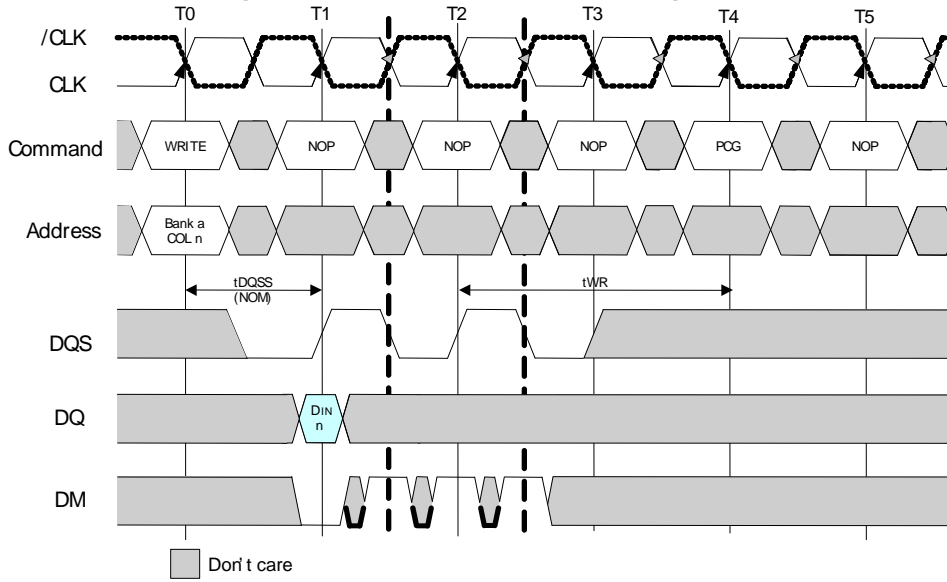 T0 T1 T2 T3 T4 T5
/CLK
CLK
Command WRITE NOP NOP NOP PCG NOP
Address Bank a
COL n
tDQSS tWR
(NOM)
DQS
DQ DIN
n
DM
Don't care